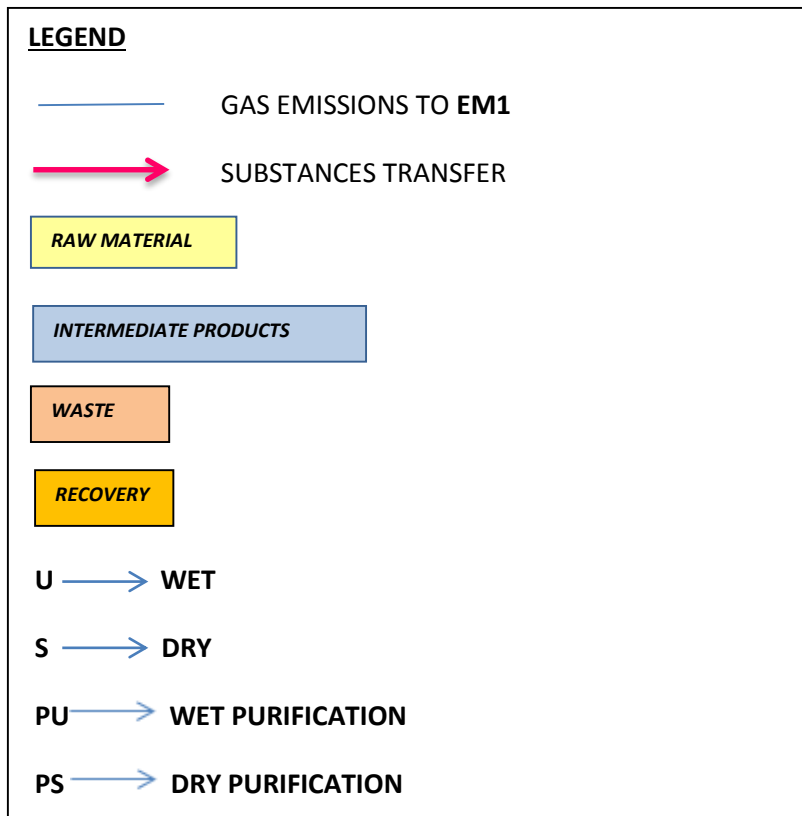 LEGEND
GAS EMISSIONS TO EM1
SUBSTANCES TRANSFER
RAW MATERIAL
INTERMEDIATE PRODUCTS
WASTE
RECOVERY
U WET
S DRY
PU WET PURIFICATION
PS DRY PURIFICATION